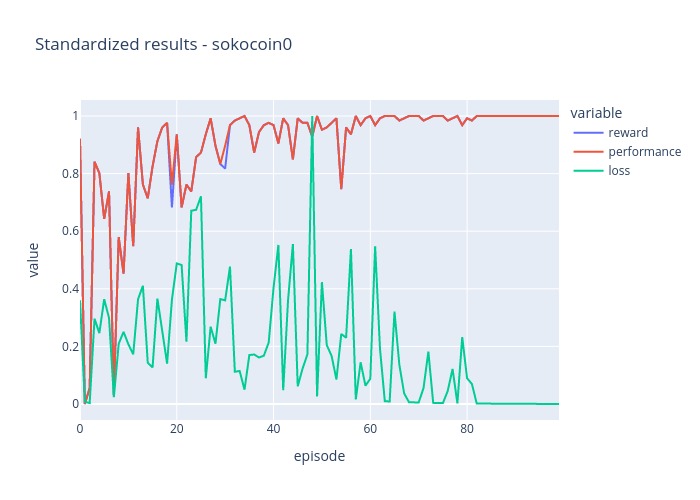 Standardized results - sokocoin0
variable
reward
performance
loss
value
1
0.8
0.6
0.4
0.2
0
0
20
40
60
80
episode